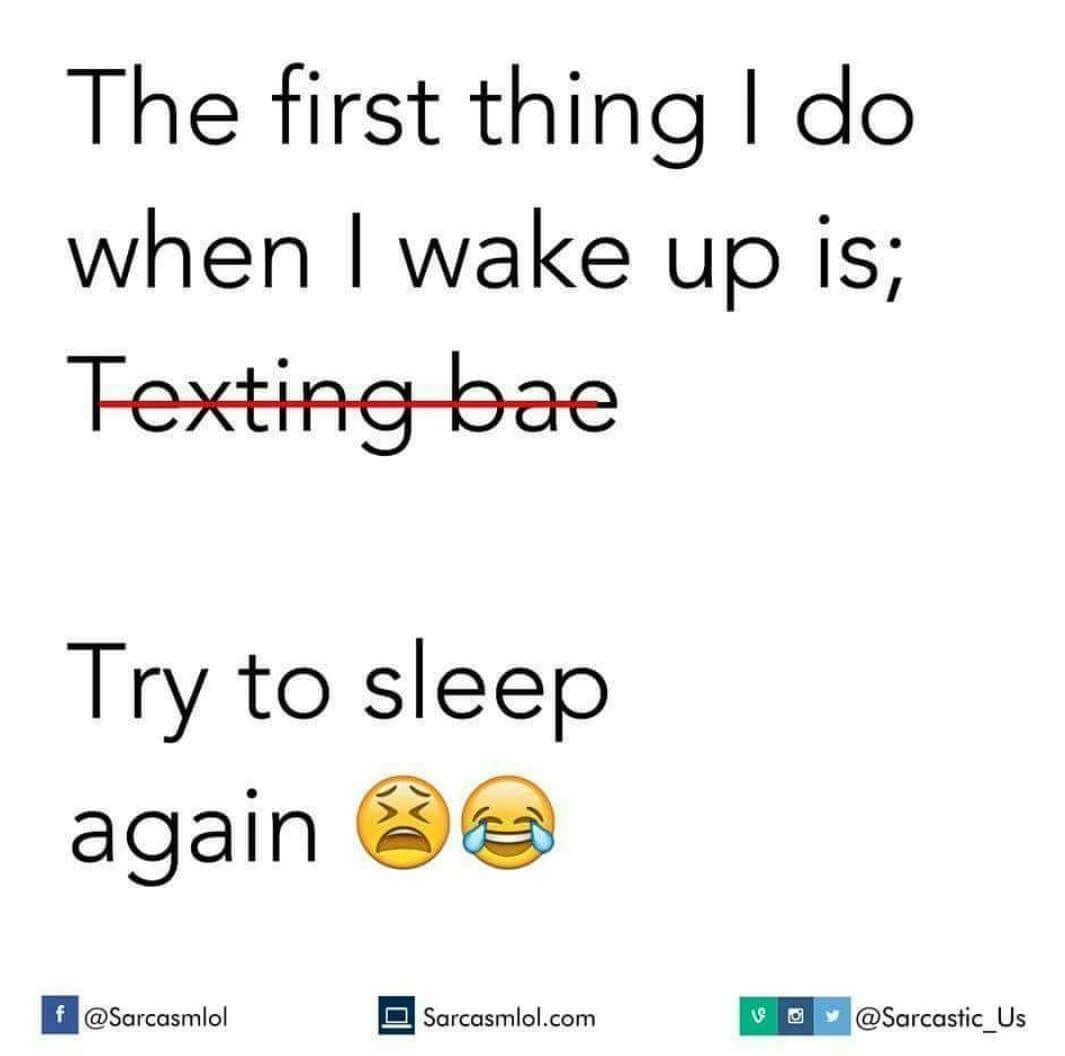 The first thing I do
when I wake up is;
Texting bae
Try to sleep
again 😫😂
@Sarcasmlol
Sarcasmlol.com
@Sarcastic_Us